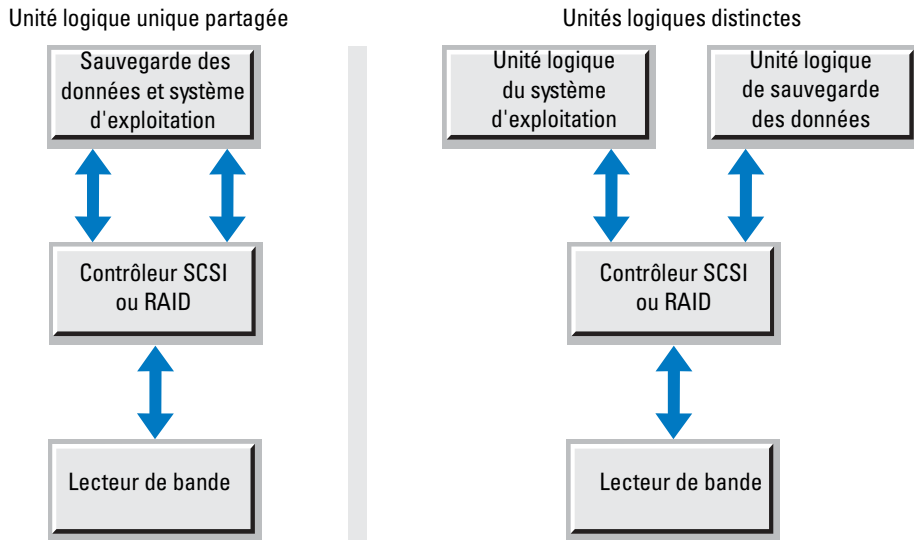 Unité logique unique partagée
Sauvegarde des
données et système
d'exploitation
Contrôleur SCSI
ou RAID
Lecteur de bande
Unités logiques distinctes
Unité logique
du système
d'exploitation
Unité logique
de sauvegarde
des données
Contrôleur SCSI
ou RAID
Lecteur de bande